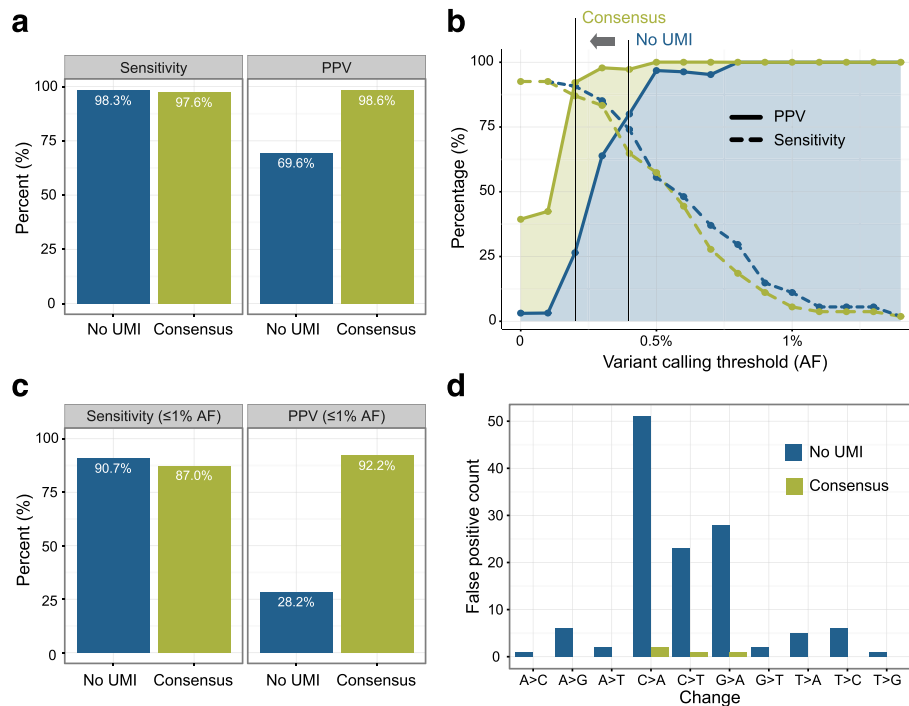 a
Sensitivity
PPV
Percent (%)
100
75
50
25
0
98.3%
97.6%
69.6%
98.6%
No UMI
Consensus
No UMI
Consensus
b
Consensus
No UMI
Percentage (%)
100
75
50
25
0
PPV
Sensitivity
0
0.5%
1%
Variant calling threshold (AF)
c
Sensitivity (≤1% AF)
PPV (≤1% AF)
Percent (%)
100
75
50
25
0
90.7%
87.0%
28.2%
92.2%
No UMI
Consensus
No UMI
Consensus
d
False positive count
50
40
30
20
10
0
No UMI
Consensus
A>C
A>G
A>T
C>A
C>T
G>A
G>T
T>A
T>C
T>G
Change